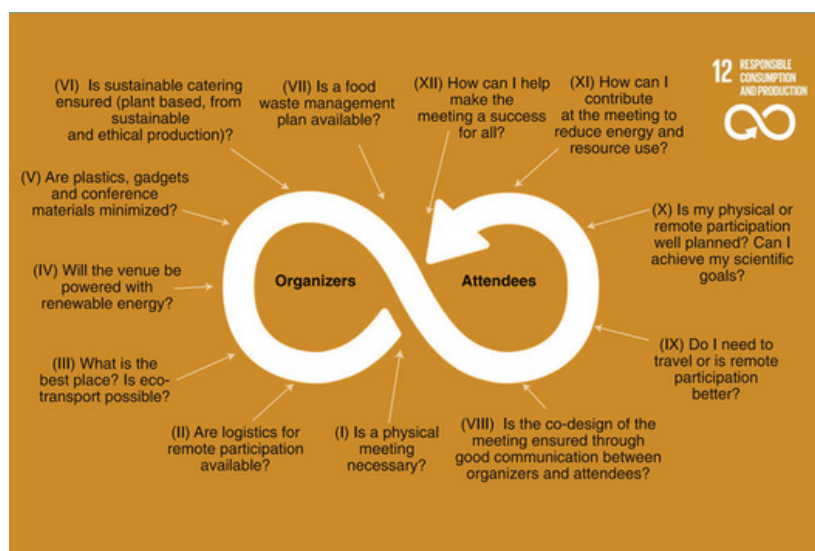 12 RESPONSIBLE
CONSUMPTION
AND PRODUCTION
(VI) Is sustainable catering
ensured (plant based, from
sustainable
and ethical production)?
(VII) Is a food
waste management
plan available?
(XII) How can I help
make the
meeting a success
for all?
(XI) How can I
contribute
at the meeting to
reduce energy and
resource use?
(V) Are plastics, gadgets
and conference
materials minimized?
(X) Is my physical or
remote participation
well planned? Can I
achieve my scientific
goals?
(IV) Will the venue be
powered with
renewable energy?
Organizers
Attendees
(III) What is the
best place? Is eco-
transport possible?
(IX) Do I need to
travel or is remote
participation
better?
(II) Are logistics for
remote participation
available?
(I) Is a physical
meeting
necessary?
(VIII) Is the co-design of the
meeting ensured through
good communication between
organizers and attendees?